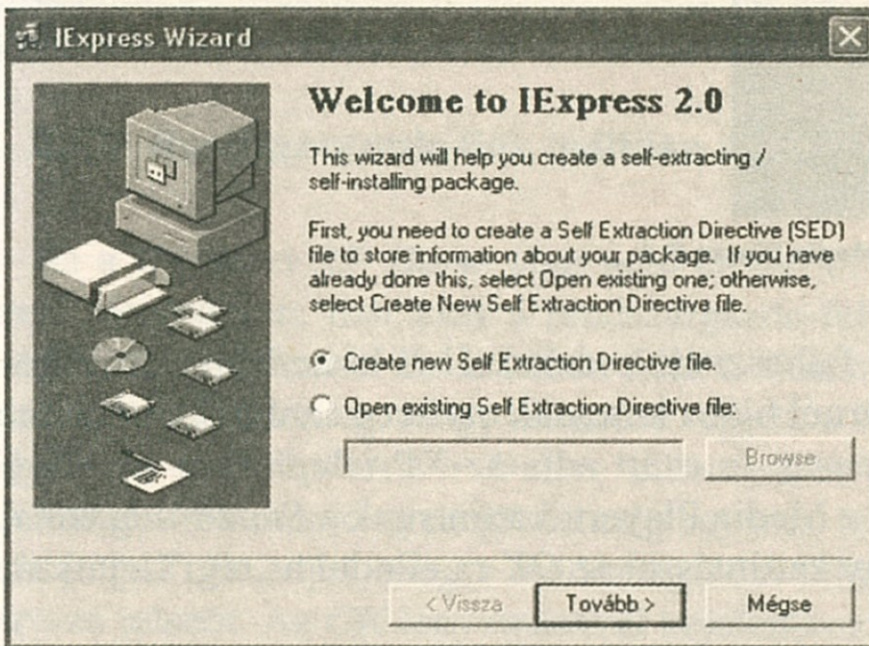 IExpress Wizard
Welcome to IExpress 2.0
This wizard will help you create a self-extracting /
self-installing package.
First, you need to create a Self Extraction Directive (SED)
file to store information about your package. If you have
already done this, select Open existing one; otherwise,
select Create New Self Extraction Directive file.
Create new Self Extraction Directive file.
Open existing Self Extraction Directive file:
Browse
< Vissza
Tovább >
Mégse